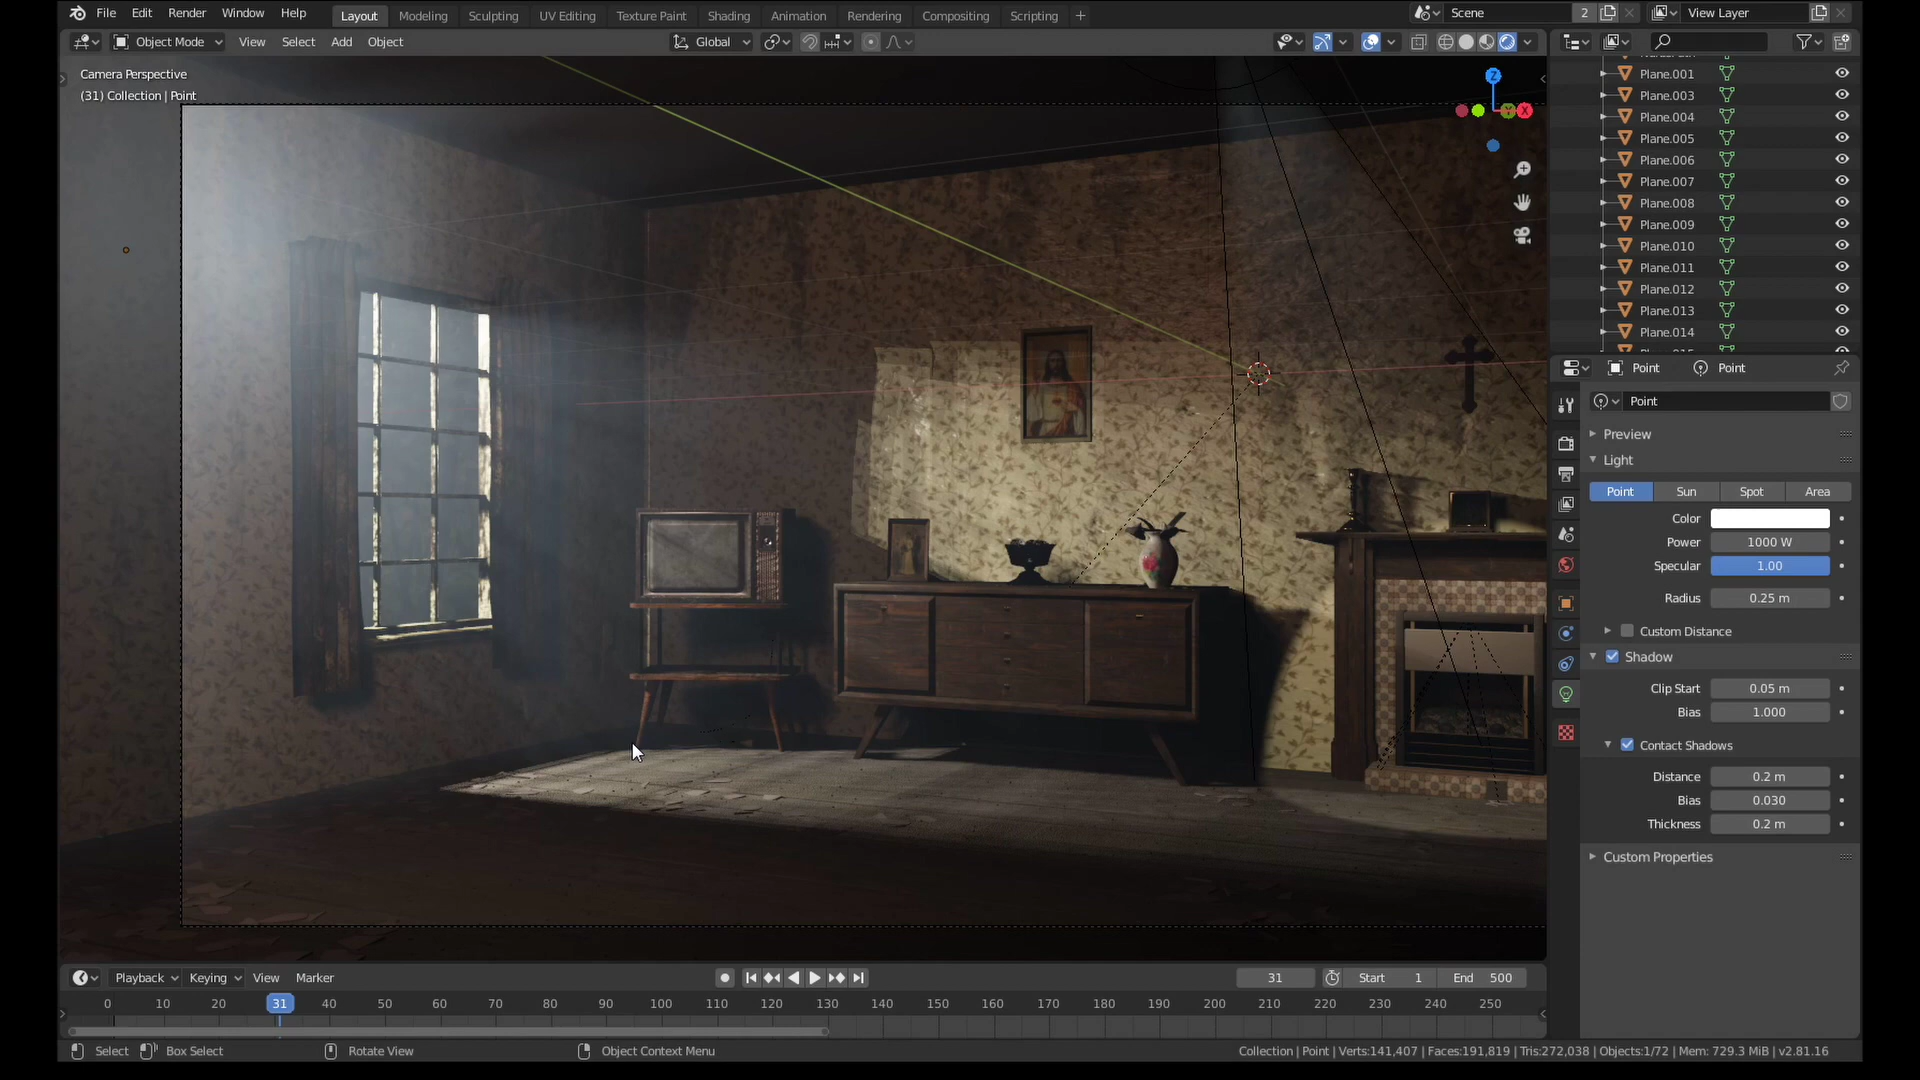 File Edit Render Window Help Layout Modeling Sculpting UV Editing Texture Paint Shading Animation Rendering Compositing Scripting + Scene 2 View Layer
Object Mode View Select Add Object Global
Camera Perspective
(31) Collection | Point
Z
Y
X
Plane.001
Plane.003
Plane.004
Plane.005
Plane.006
Plane.007
Plane.008
Plane.009
Plane.010
Plane.011
Plane.012
Plane.013
Plane.014
Point Point
Point
Preview
Light
Point Sun Spot Area
Color
Power 1000 W
Specular 1.00
Radius 0.25 m
Custom Distance
Shadow
Clip Start 0.05 m
Bias 1.000
Contact Shadows
Distance 0.2 m
Bias 0.030
Thickness 0.2 m
Custom Properties
Playback Keying View Marker 31 Start 1 End 500
0 10 20 31 40 50 60 70 80 90 100 110 120 130 140 150 160 170 180 190 200 210 220 230 240 250
Select Box Select Rotate View Object Context Menu Collection | Point | Verts:141,407 | Faces:191,819 | Tris:272,038 | Objects:1/72 | Mem: 729.3 MiB | v2.81.16